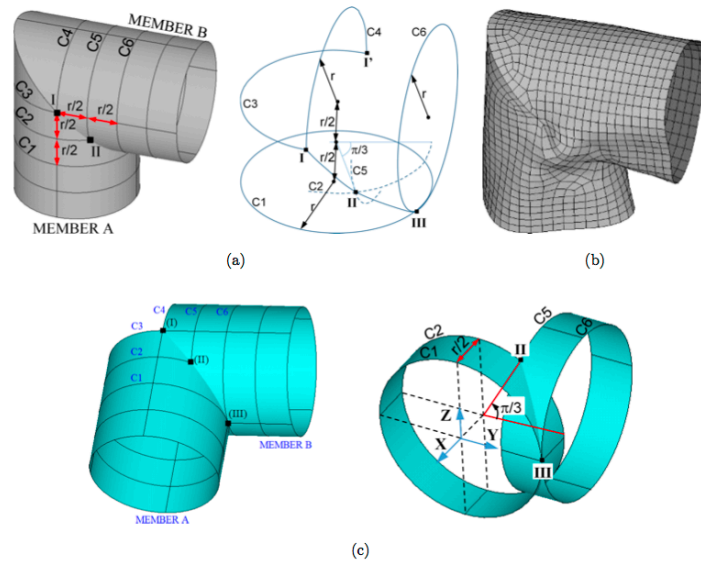 MEMBER B
C4
C5
C6
C3
C2
C1
I
r/2
r/2
r/2
r/2
II
MEMBER A
C4
I'
C6
r
r
C3
r/2
r/2
π/3
I
C5
C1
C2
II
r
III
(a)
(b)
C4
(I)
C5
C6
C3
C2
(II)
C1
(III)
MEMBER B
MEMBER A
C2
C1
r/2
C5
C6
II
π/3
Z
Y
X
III
(c)